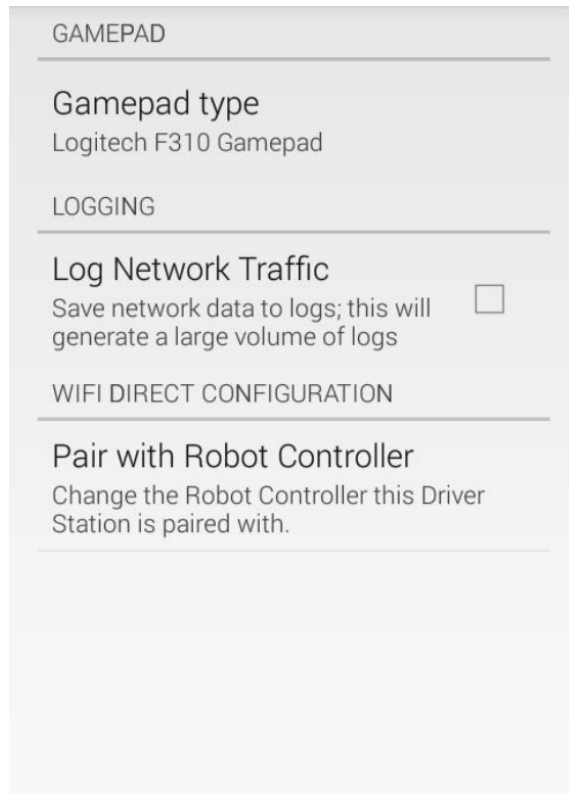 GAMEPAD
Gamepad type
Logitech F310 Gamepad
LOGGING
Log Network Traffic
Save network data to logs; this will
generate a large volume of logs
WIFI DIRECT CONFIGURATION
Pair with Robot Controller
Change the Robot Controller this Driver
Station is paired with.